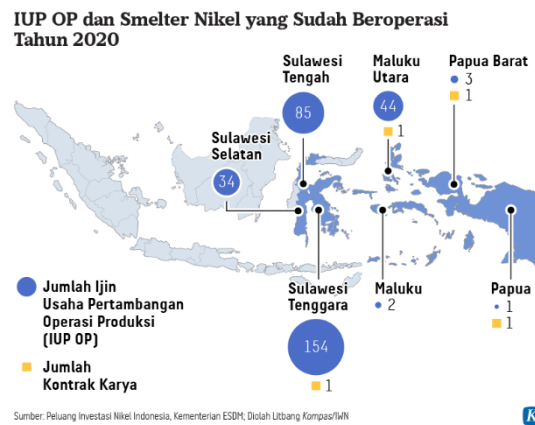 IUP OP dan Smelter Nikel yang Sudah Beroperasi
Tahun 2020
Sulawesi
Tengah
85
Maluku
Utara
44
1
Papua Barat
3
1
Sulawesi
Selatan
34
Sulawesi
Tenggara
154
1
Maluku
2
Papua
1
1
Jumlah Ijin
Usaha Pertambangan
Operasi Produksi
(IUP OP)
Jumlah
Kontrak Karya
Sumber: Peluang Investasi Nikel Indonesia, Kementerian ESDM; Diolah Litbang Kompas/IWN
K